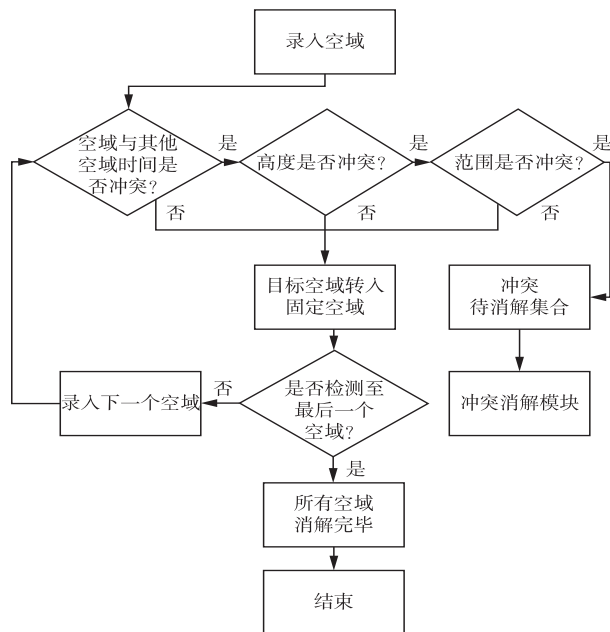 录入空域
空域与其他
空域时间是
否冲突？
是
高度是否冲突？
是
范围是否冲突？
是
否
否
否
目标空域转入
固定空域
冲突
待消解集合
录入下一个空域
否
是否检测至
最后一个
空域？
冲突消解模块
是
所有空域
消解完毕
结束